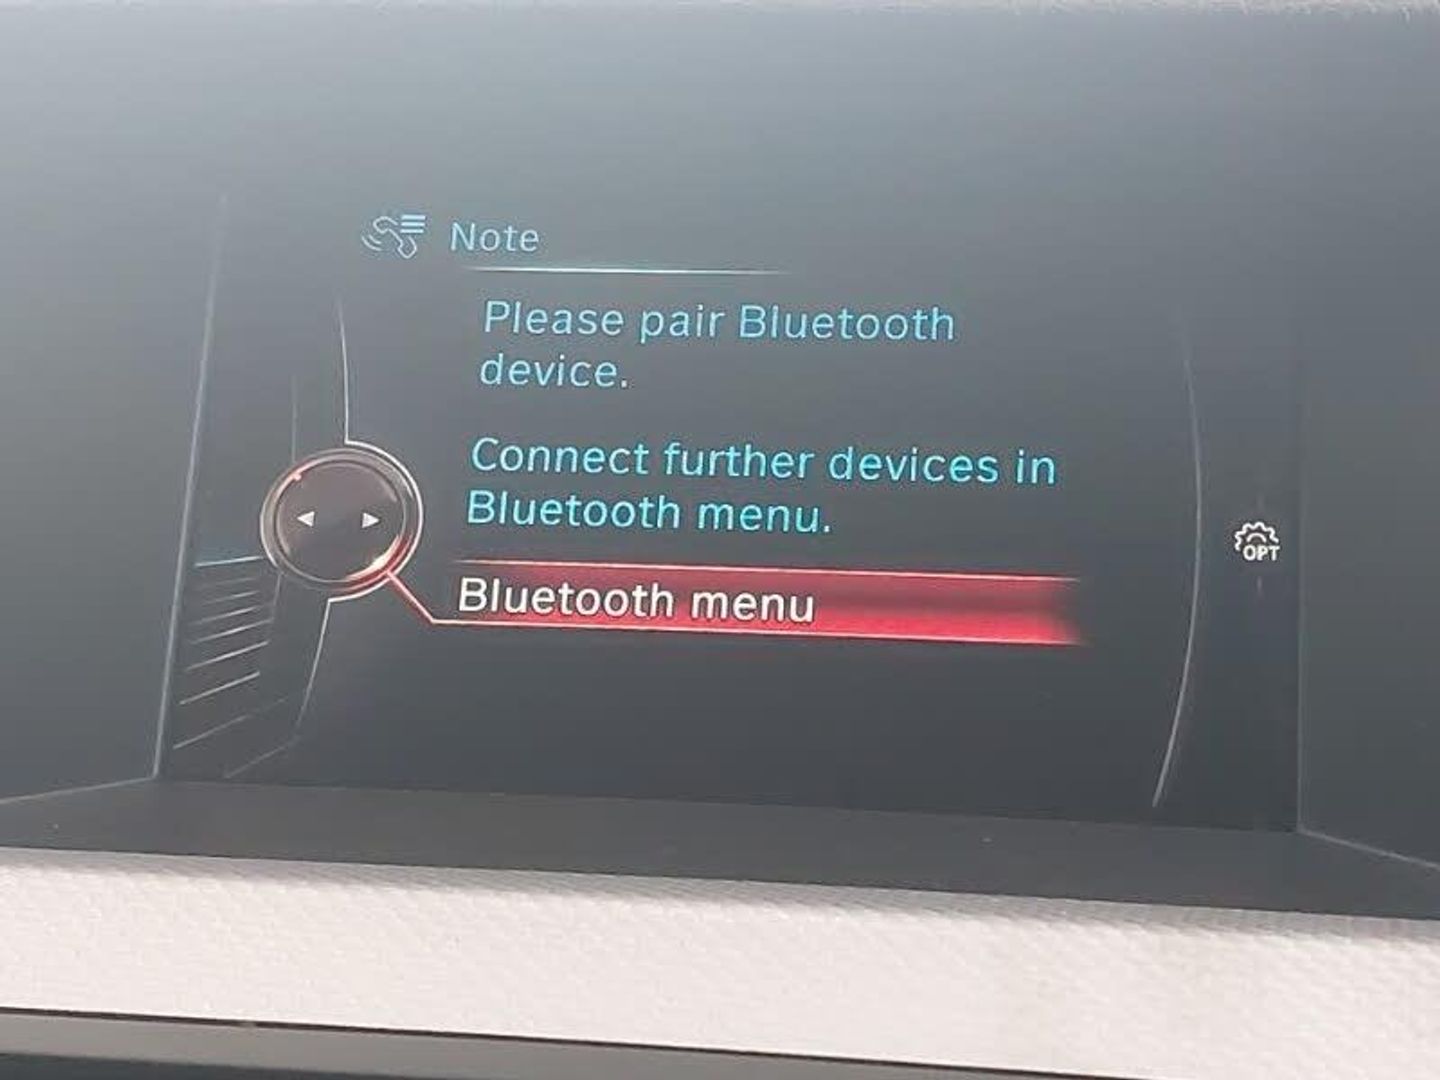 Note
Please pair Bluetooth
device.
Connect further devices in
Bluetooth menu.
Bluetooth menu
OPT